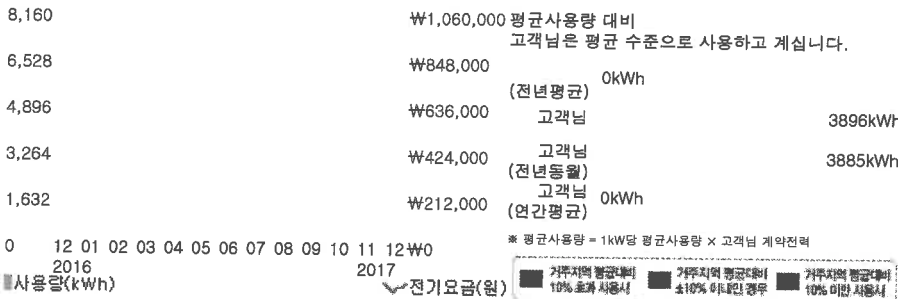 8,160
6,528
4,896
3,264
1,632
0
12 01 02 03 04 05 06 07 08 09 10 11 12
2016 2017
사용량(kWh)
₩1,060,000
₩848,000
₩636,000
₩424,000
₩212,000
₩0
전기요금(원)
평균사용량 대비
고객님은 평균 수준으로 사용하고 계십니다.
(전년평균) 0kWh
고객님 3896kWh
고객님
(전년동월) 3885kWh
고객님
(연간평균) 0kWh
※ 평균사용량 = 1kW당 평균사용량 × 고객님 계약전력
거주지역 평균대비
10% 초과 사용시
거주지역 평균대비
±10% 이내인 경우
거주지역 평균대비
10% 미만 사용시